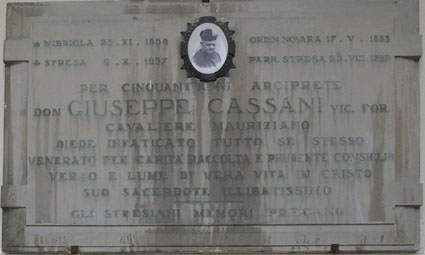 NIBBIOLA 25.XI.1856 ORDIN NOVARA 17.V.1883
STRESA 8.X.1937 PARR. STRESA 23.VIII.1889
PER CINQUANT'ANNI ARCIPRETE
DON GIUSEPPE CASSANI VIC. FOR.
CAVALIERE MAURIZIANO
DIEDE INFATICATO TUTTO SE STESSO
VENERATO PER CARITÀ RACCOLTA E PRUDENTE CONSIGLIO
VERBO E LUME DI VERA VITA IN CRISTO
SUO SACERDOTE ILLIBATISSIMO
GLI STRESIANI MEMORI PREGANO